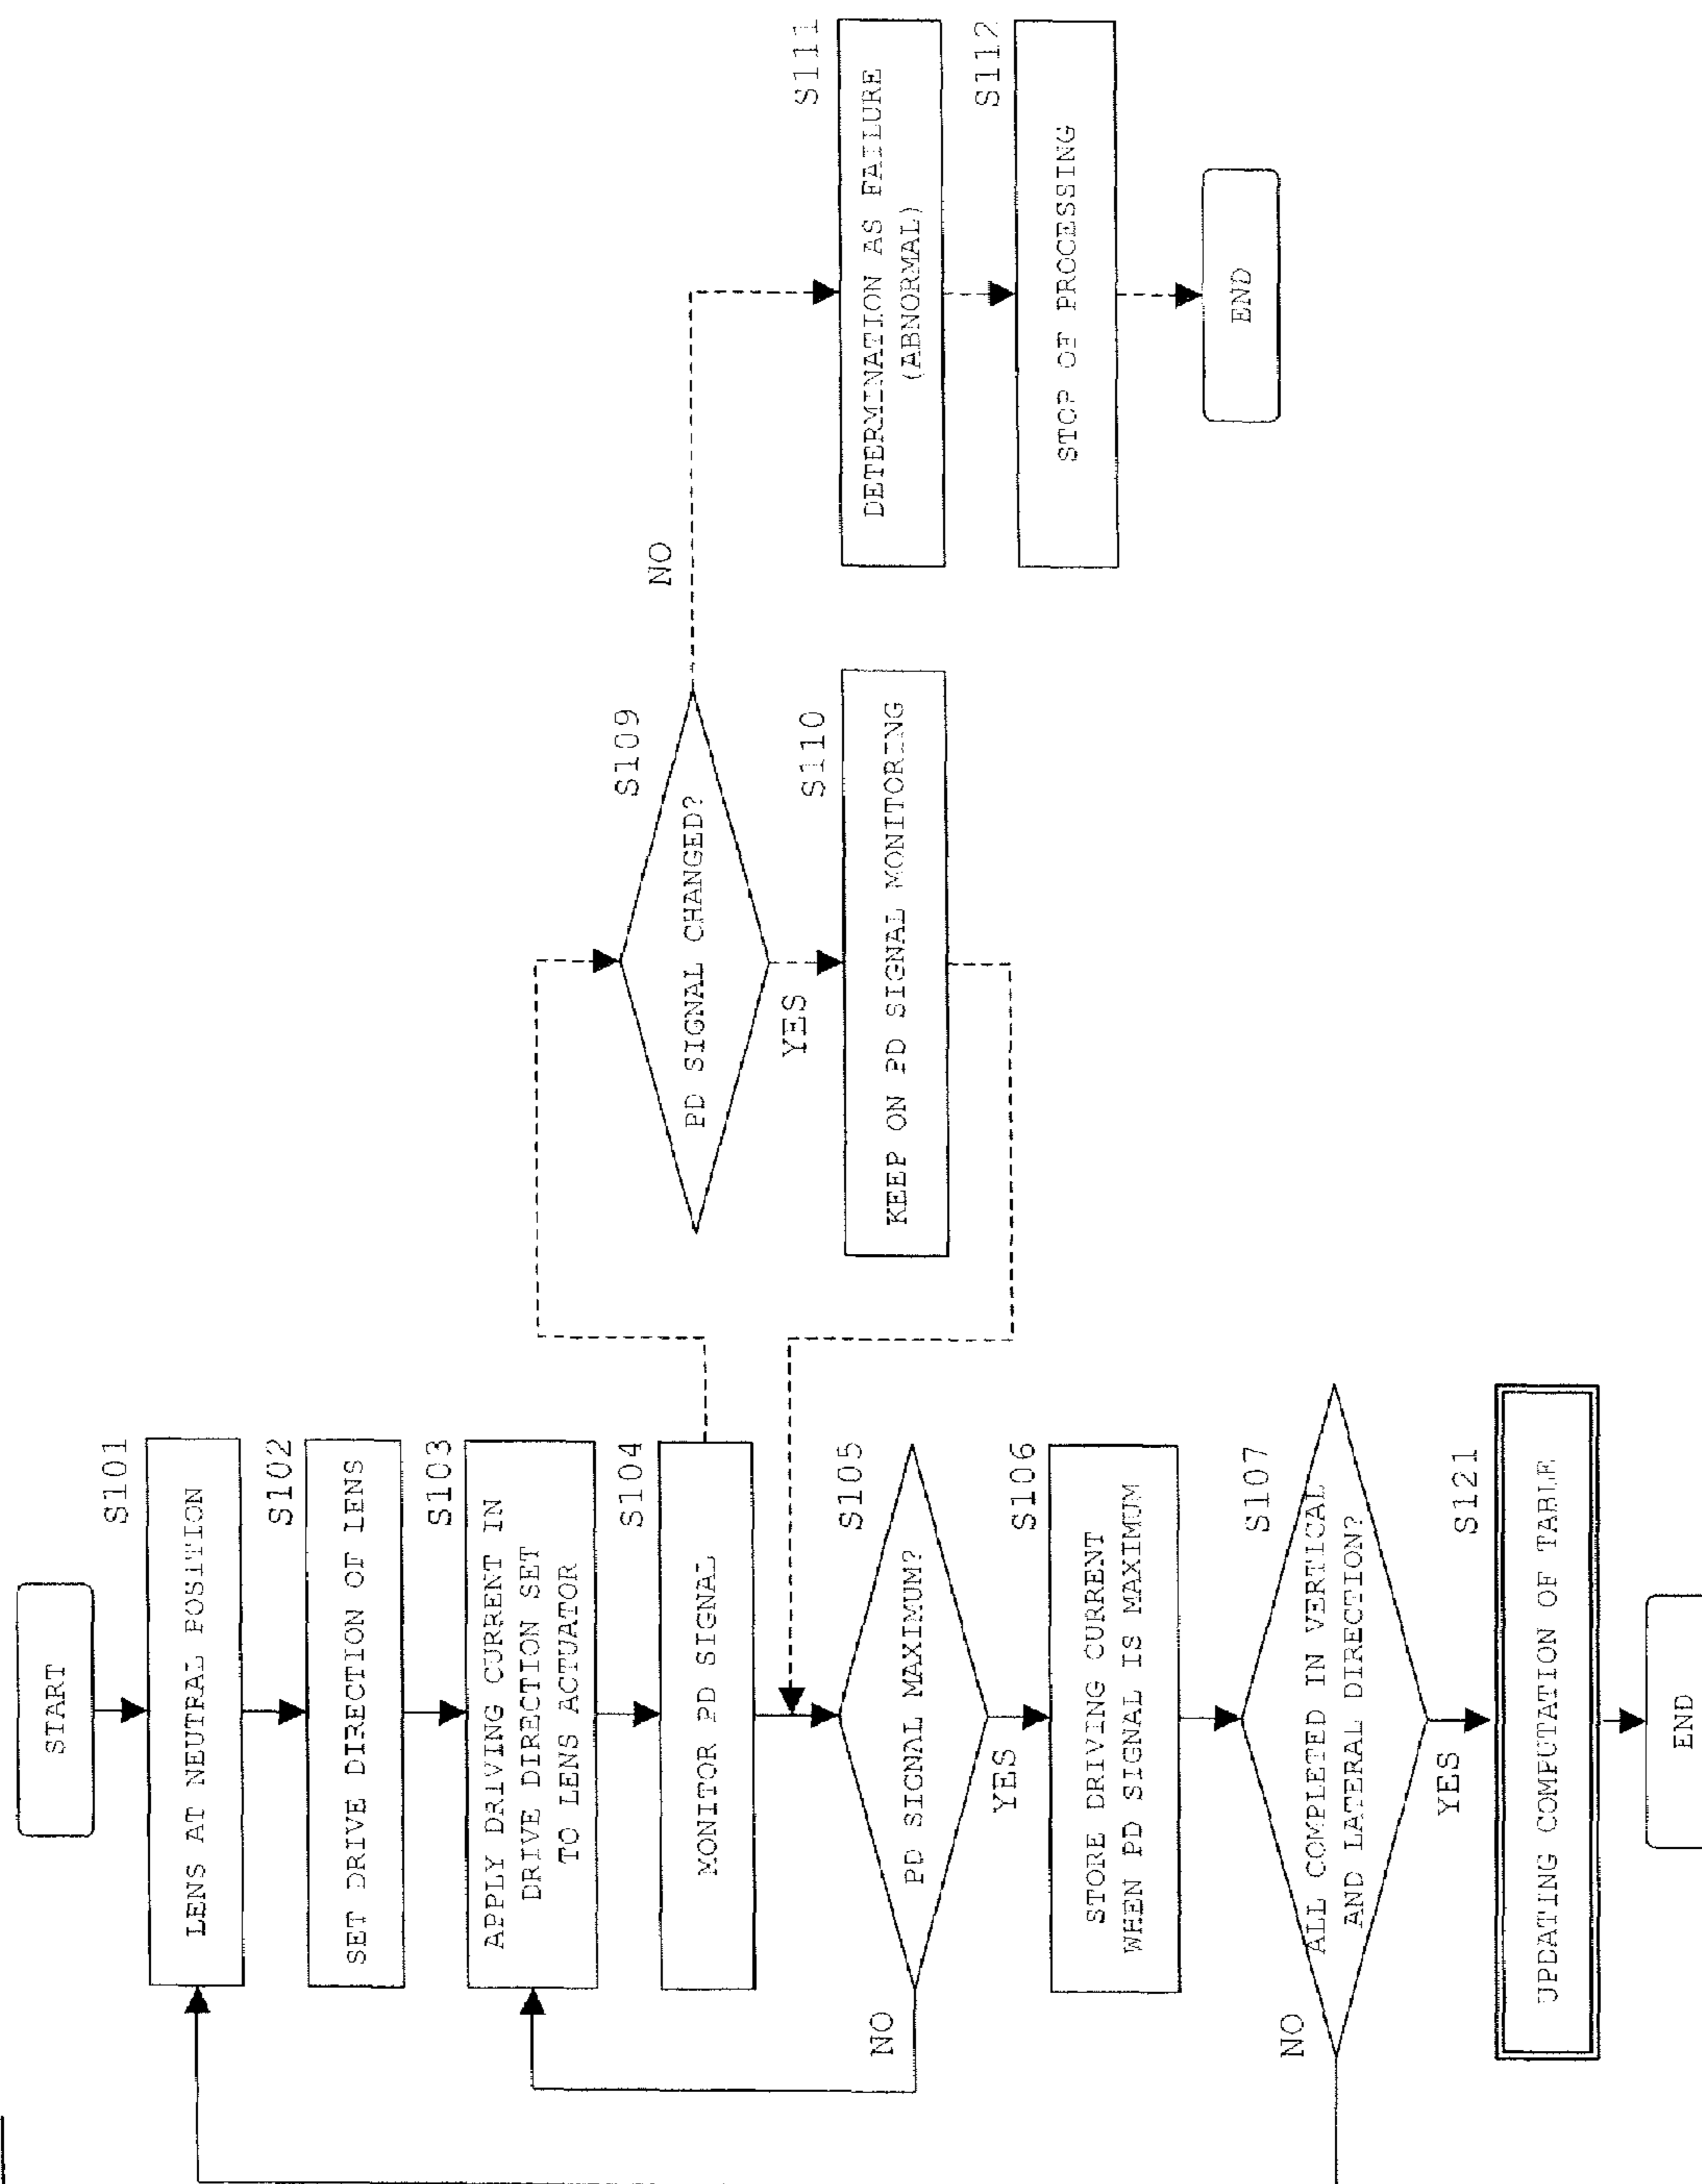 START
S101
LENS AT NEUTRAL POSITION
S102
SET DRIVE DIRECTION OF LENS
S103
APPLY DRIVING CURRENT IN
DRIVE DIRECTION SET
TO LENS ACTUATOR
S104
MONITOR PD SIGNAL
S105
PD SIGNAL MAXIMUM?
NO
YES
S106
STORE DRIVING CURRENT
WHEN PD SIGNAL IS MAXIMUM
S107
ALL COMPLETED IN VERTICAL
AND LATERAL DIRECTION?
NO
YES
S121
UPDATING COMPUTATION OF TABLE
END
S109
PD SIGNAL CHANGED?
NO
YES
S110
KEEP ON PD SIGNAL MONITORING
S111
DETERMINATION AS FAILURE
(ABNORMAL)
S112
STOP OF PROCESSING
END